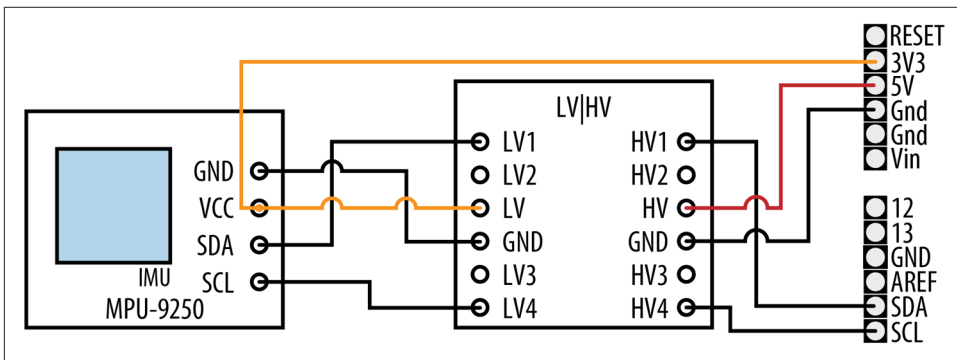 GND
VCC
SDA
SCL
IMU
MPU-9250
LV|HV
LV1
LV2
LV
GND
LV3
LV4
HV1
HV2
HV
GND
HV3
HV4
RESET
3V3
5V
Gnd
Gnd
Vin
12
13
GND
AREF
SDA
SCL